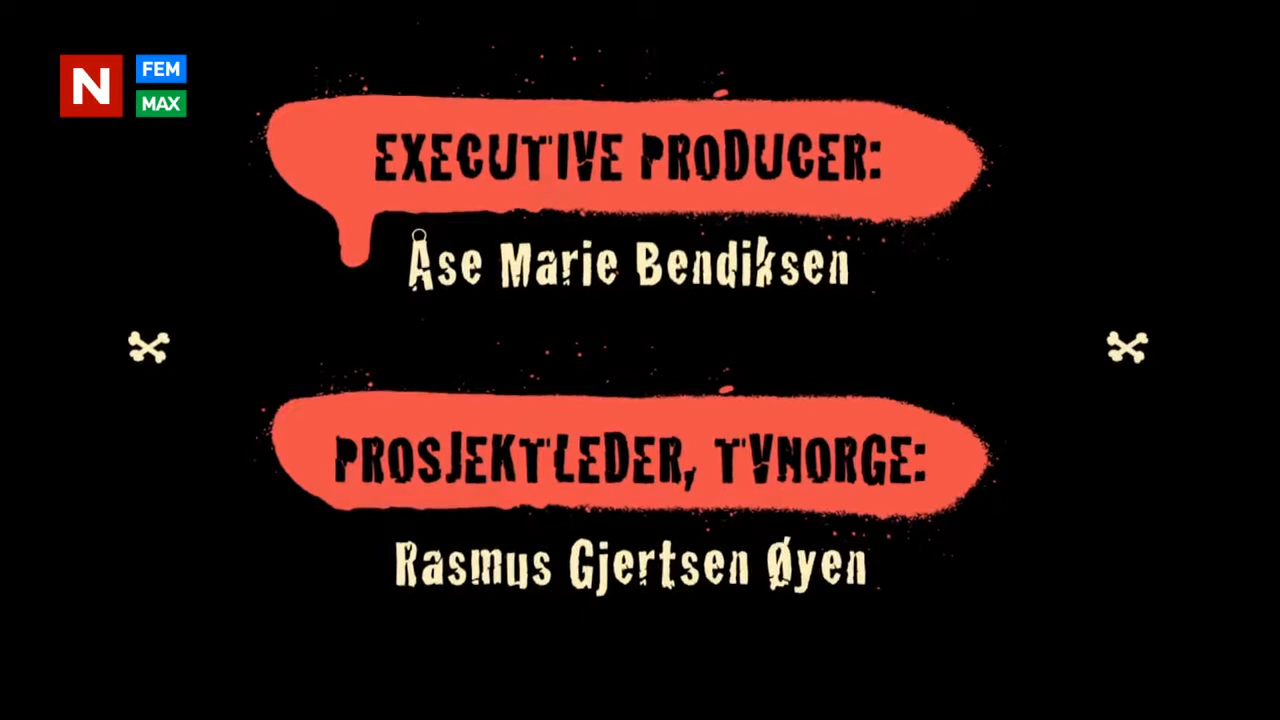 N
FEM
MAX
EXECUTIVE PRODUCER:
Åse Marie Bendiksen
PROSJEKTLEDER, TVNORGE:
Rasmus Gjertsen Øyen